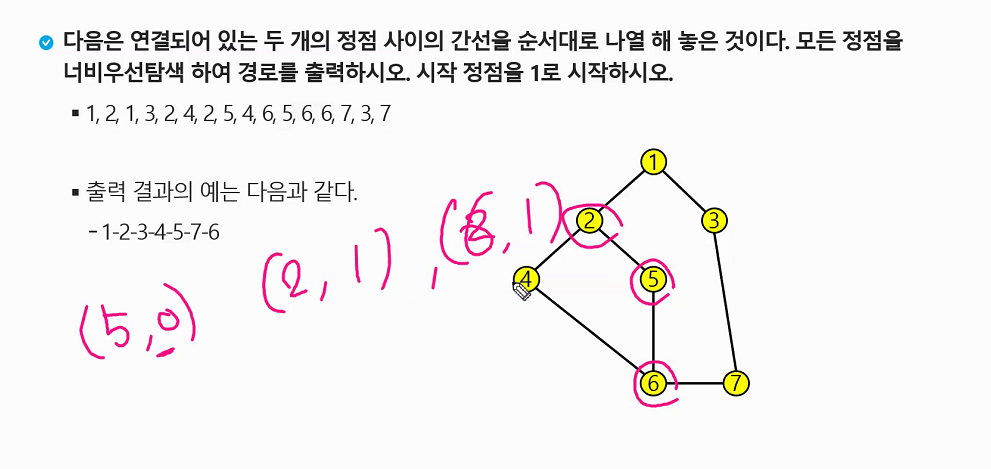 다음은 연결되어 있는 두 개의 정점 사이의 간선을 순서대로 나열 해 놓은 것이다. 모든 정점을
너비우선탐색 하여 경로를 출력하시오. 시작 정점을 1로 시작하시오.
▪ 1, 2, 1, 3, 2, 4, 2, 5, 4, 6, 5, 6, 6, 7, 3, 7
▪ 출력 결과의 예는 다음과 같다.
- 1-2-3-4-5-7-6
1
2
3
4
5
6
7
(2, 1) , ( , 1)
(5, 0)